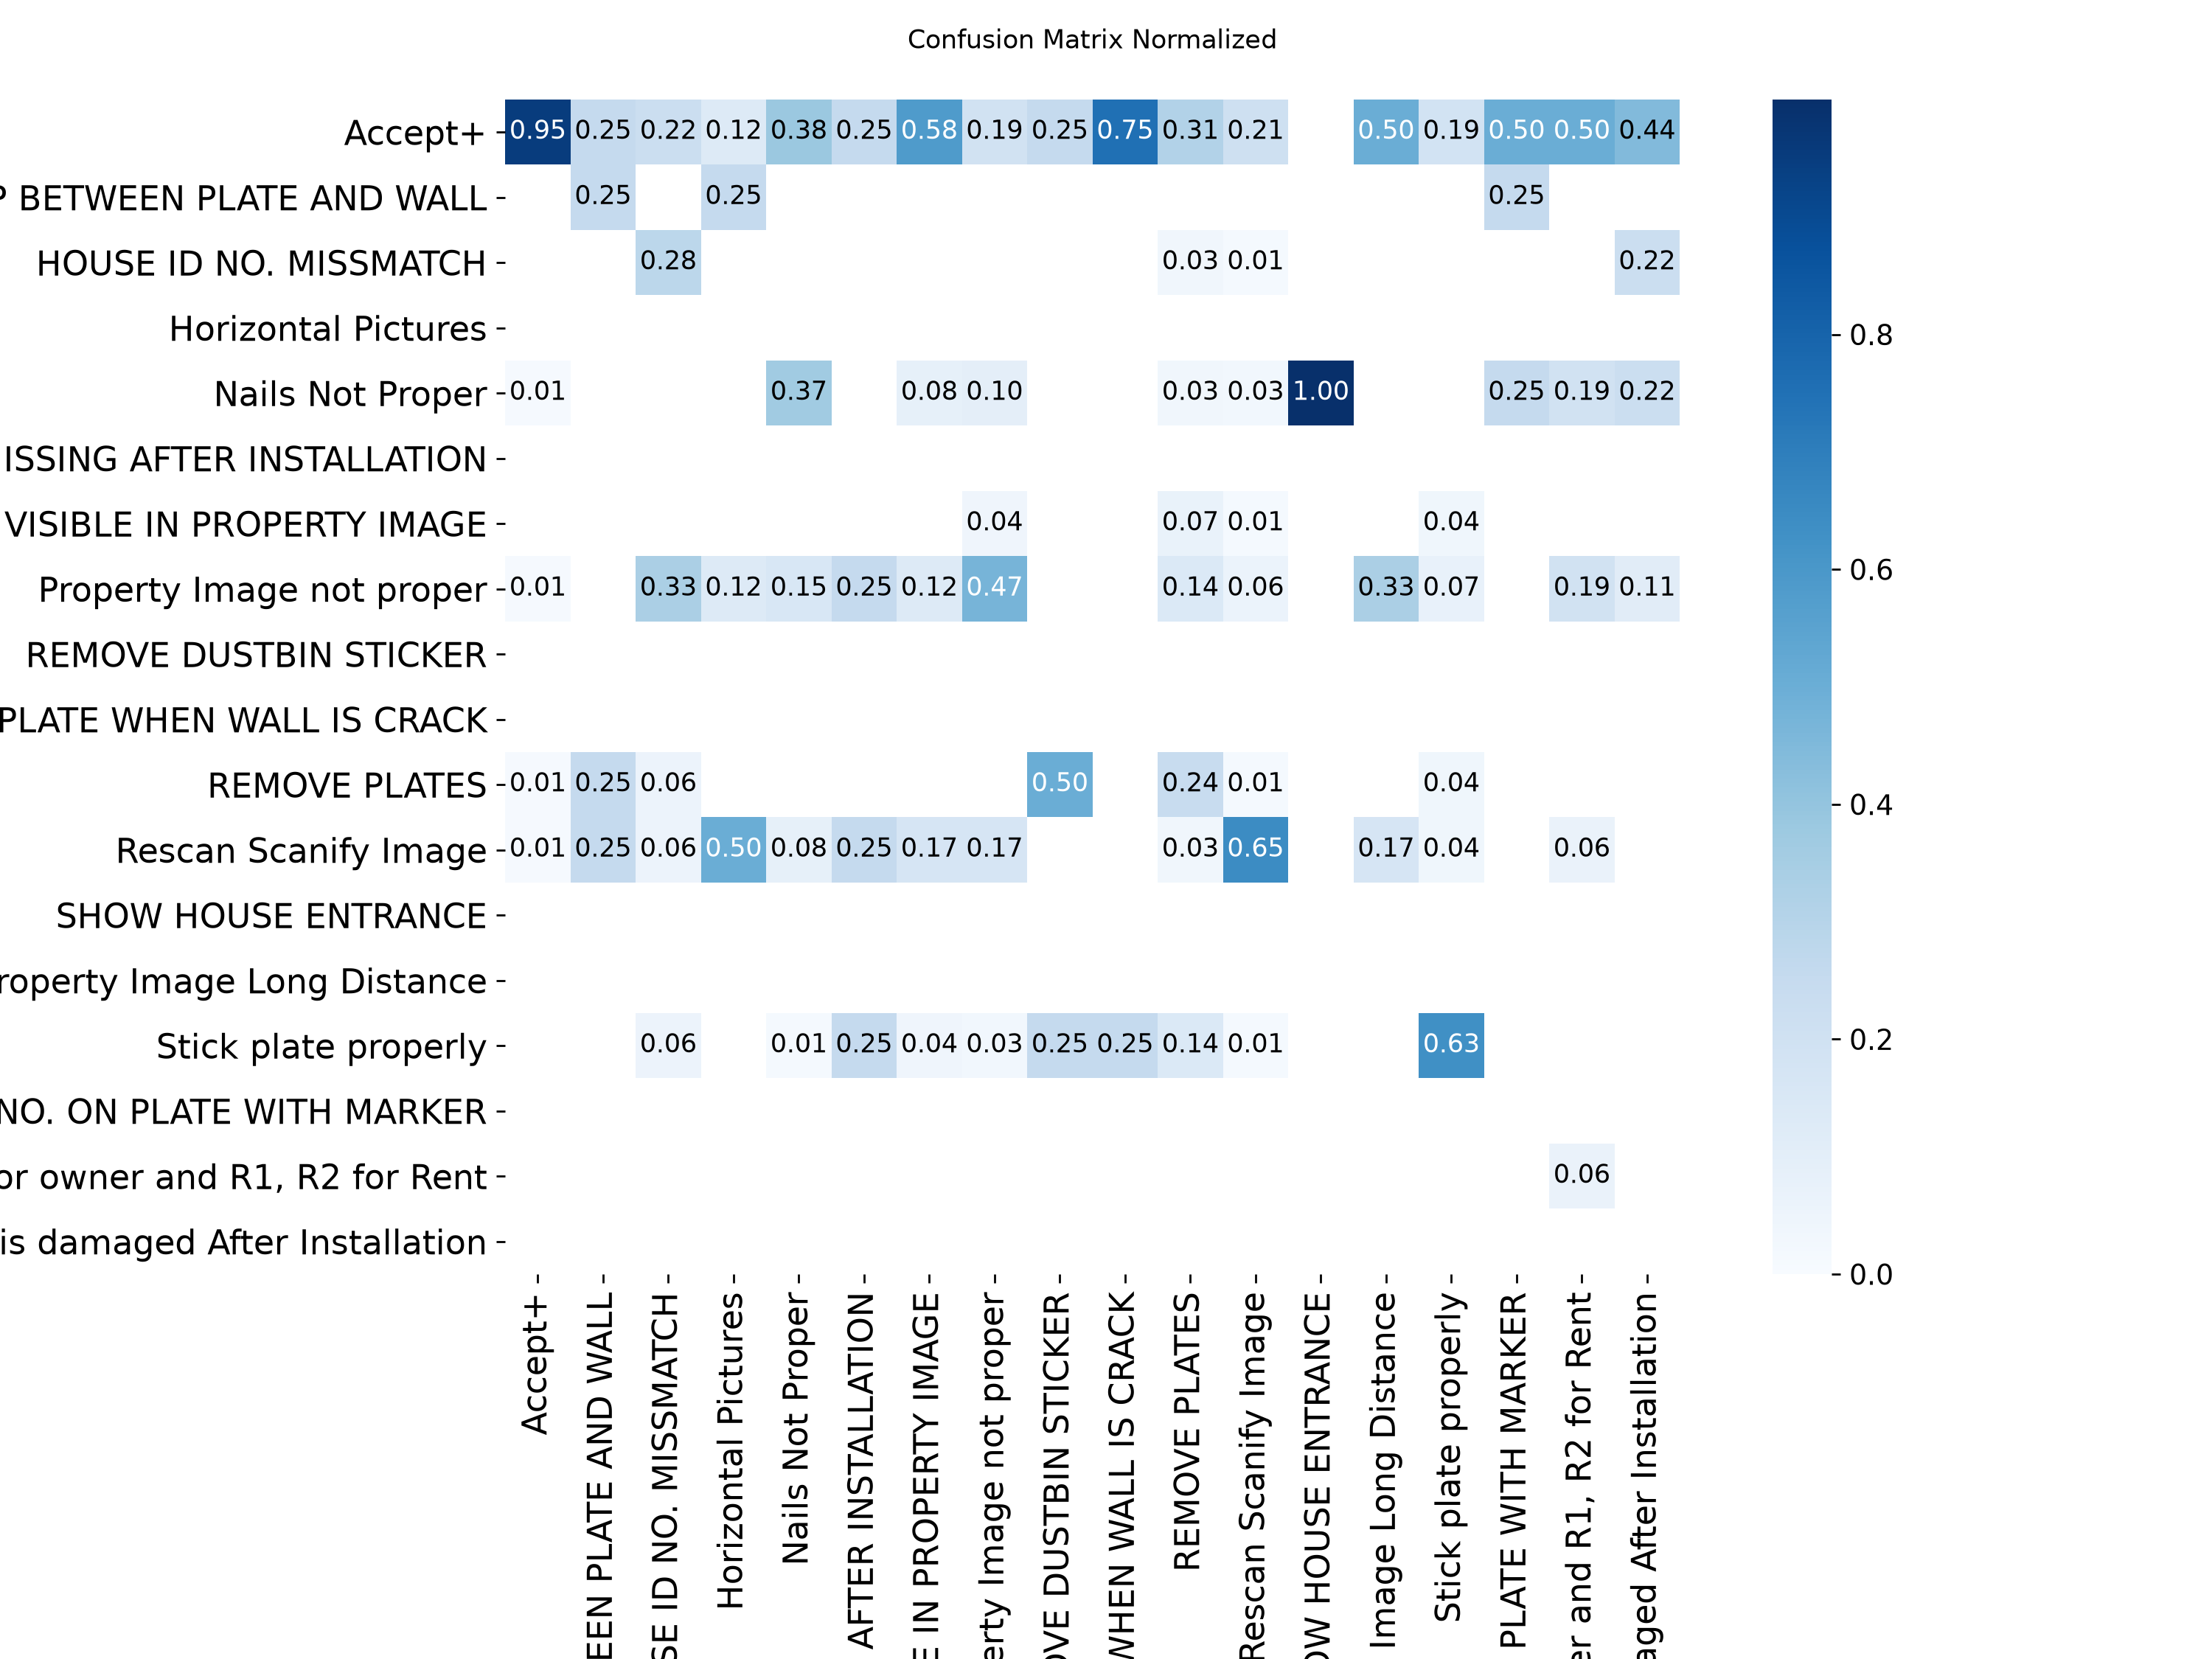 Confusion Matrix Normalized
Accept+ 0.95 0.25 0.22 0.12 0.38 0.25 0.58 0.19 0.25 0.75 0.31 0.21 0.50 0.19 0.50 0.50 0.44
BETWEEN PLATE AND WALL 0.25 0.25 0.25
HOUSE ID NO. MISSMATCH 0.28 0.03 0.01 0.22
Horizontal Pictures
Nails Not Proper 0.01 0.37 0.08 0.10 0.03 0.03 1.00 0.25 0.19 0.22
ISSING AFTER INSTALLATION
VISIBLE IN PROPERTY IMAGE 0.04 0.07 0.01 0.04
Property Image not proper 0.01 0.33 0.12 0.15 0.25 0.12 0.47 0.14 0.06 0.33 0.07 0.19 0.11
REMOVE DUSTBIN STICKER
PLATE WHEN WALL IS CRACK
REMOVE PLATES 0.01 0.25 0.06 0.50 0.24 0.01 0.04
Rescan Scanify Image 0.01 0.25 0.06 0.50 0.08 0.25 0.17 0.17 0.03 0.65 0.17 0.04 0.06
SHOW HOUSE ENTRANCE
roperty Image Long Distance
Stick plate properly 0.06 0.01 0.25 0.04 0.03 0.25 0.25 0.14 0.01 0.63
NO. ON PLATE WITH MARKER
or owner and R1, R2 for Rent 0.06
is damaged After Installation
Accept+
EEN PLATE AND WALL
SE ID NO. MISSMATCH
Horizontal Pictures
Nails Not Proper
AFTER INSTALLATION
E IN PROPERTY IMAGE
erty Image not proper
OVE DUSTBIN STICKER
WHEN WALL IS CRACK
REMOVE PLATES
Rescan Scanify Image
OW HOUSE ENTRANCE
Image Long Distance
Stick plate properly
PLATE WITH MARKER
er and R1, R2 for Rent
aged After Installation
0.8
0.6
0.4
0.2
0.0